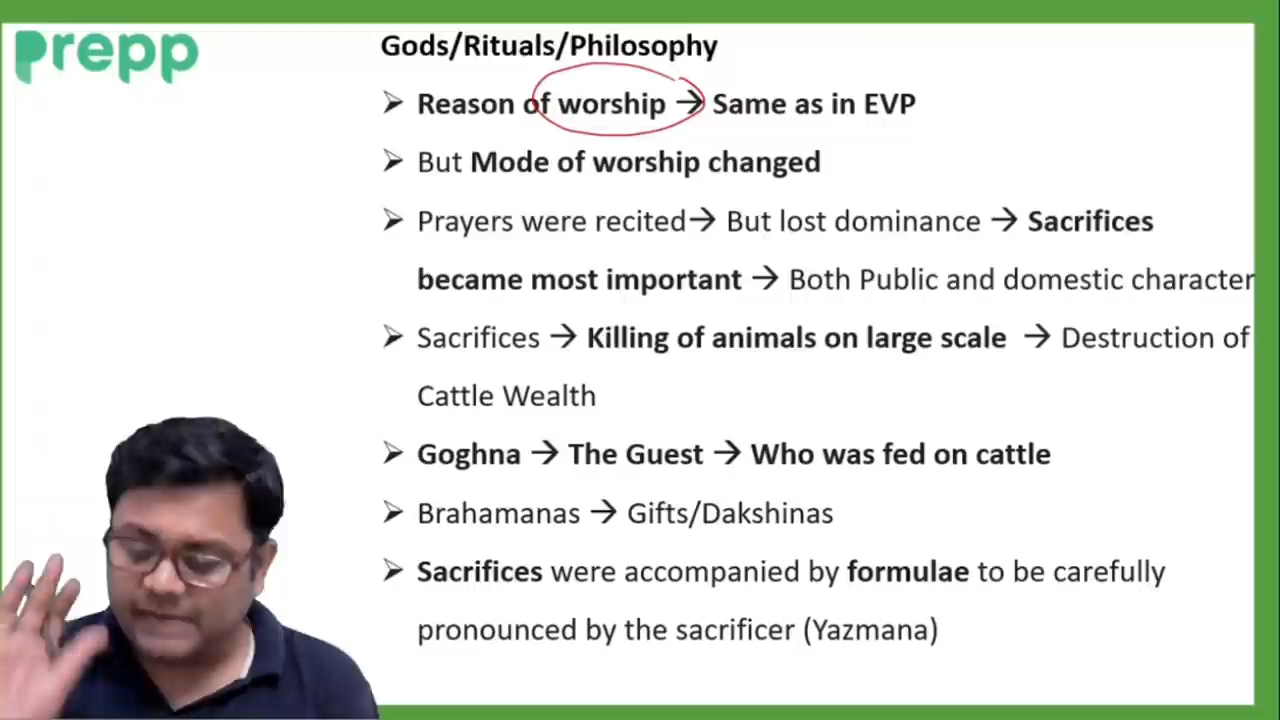 prepp
Gods/Rituals/Philosophy
➢ Reason of worship → Same as in EVP
➢ But Mode of worship changed
➢ Prayers were recited→ But lost dominance → Sacrifices
became most important → Both Public and domestic character
➢ Sacrifices → Killing of animals on large scale → Destruction of
Cattle Wealth
➢ Goghna → The Guest → Who was fed on cattle
➢ Brahamanas → Gifts/Dakshinas
➢ Sacrifices were accompanied by formulae to be carefully
pronounced by the sacrificer (Yazmana)